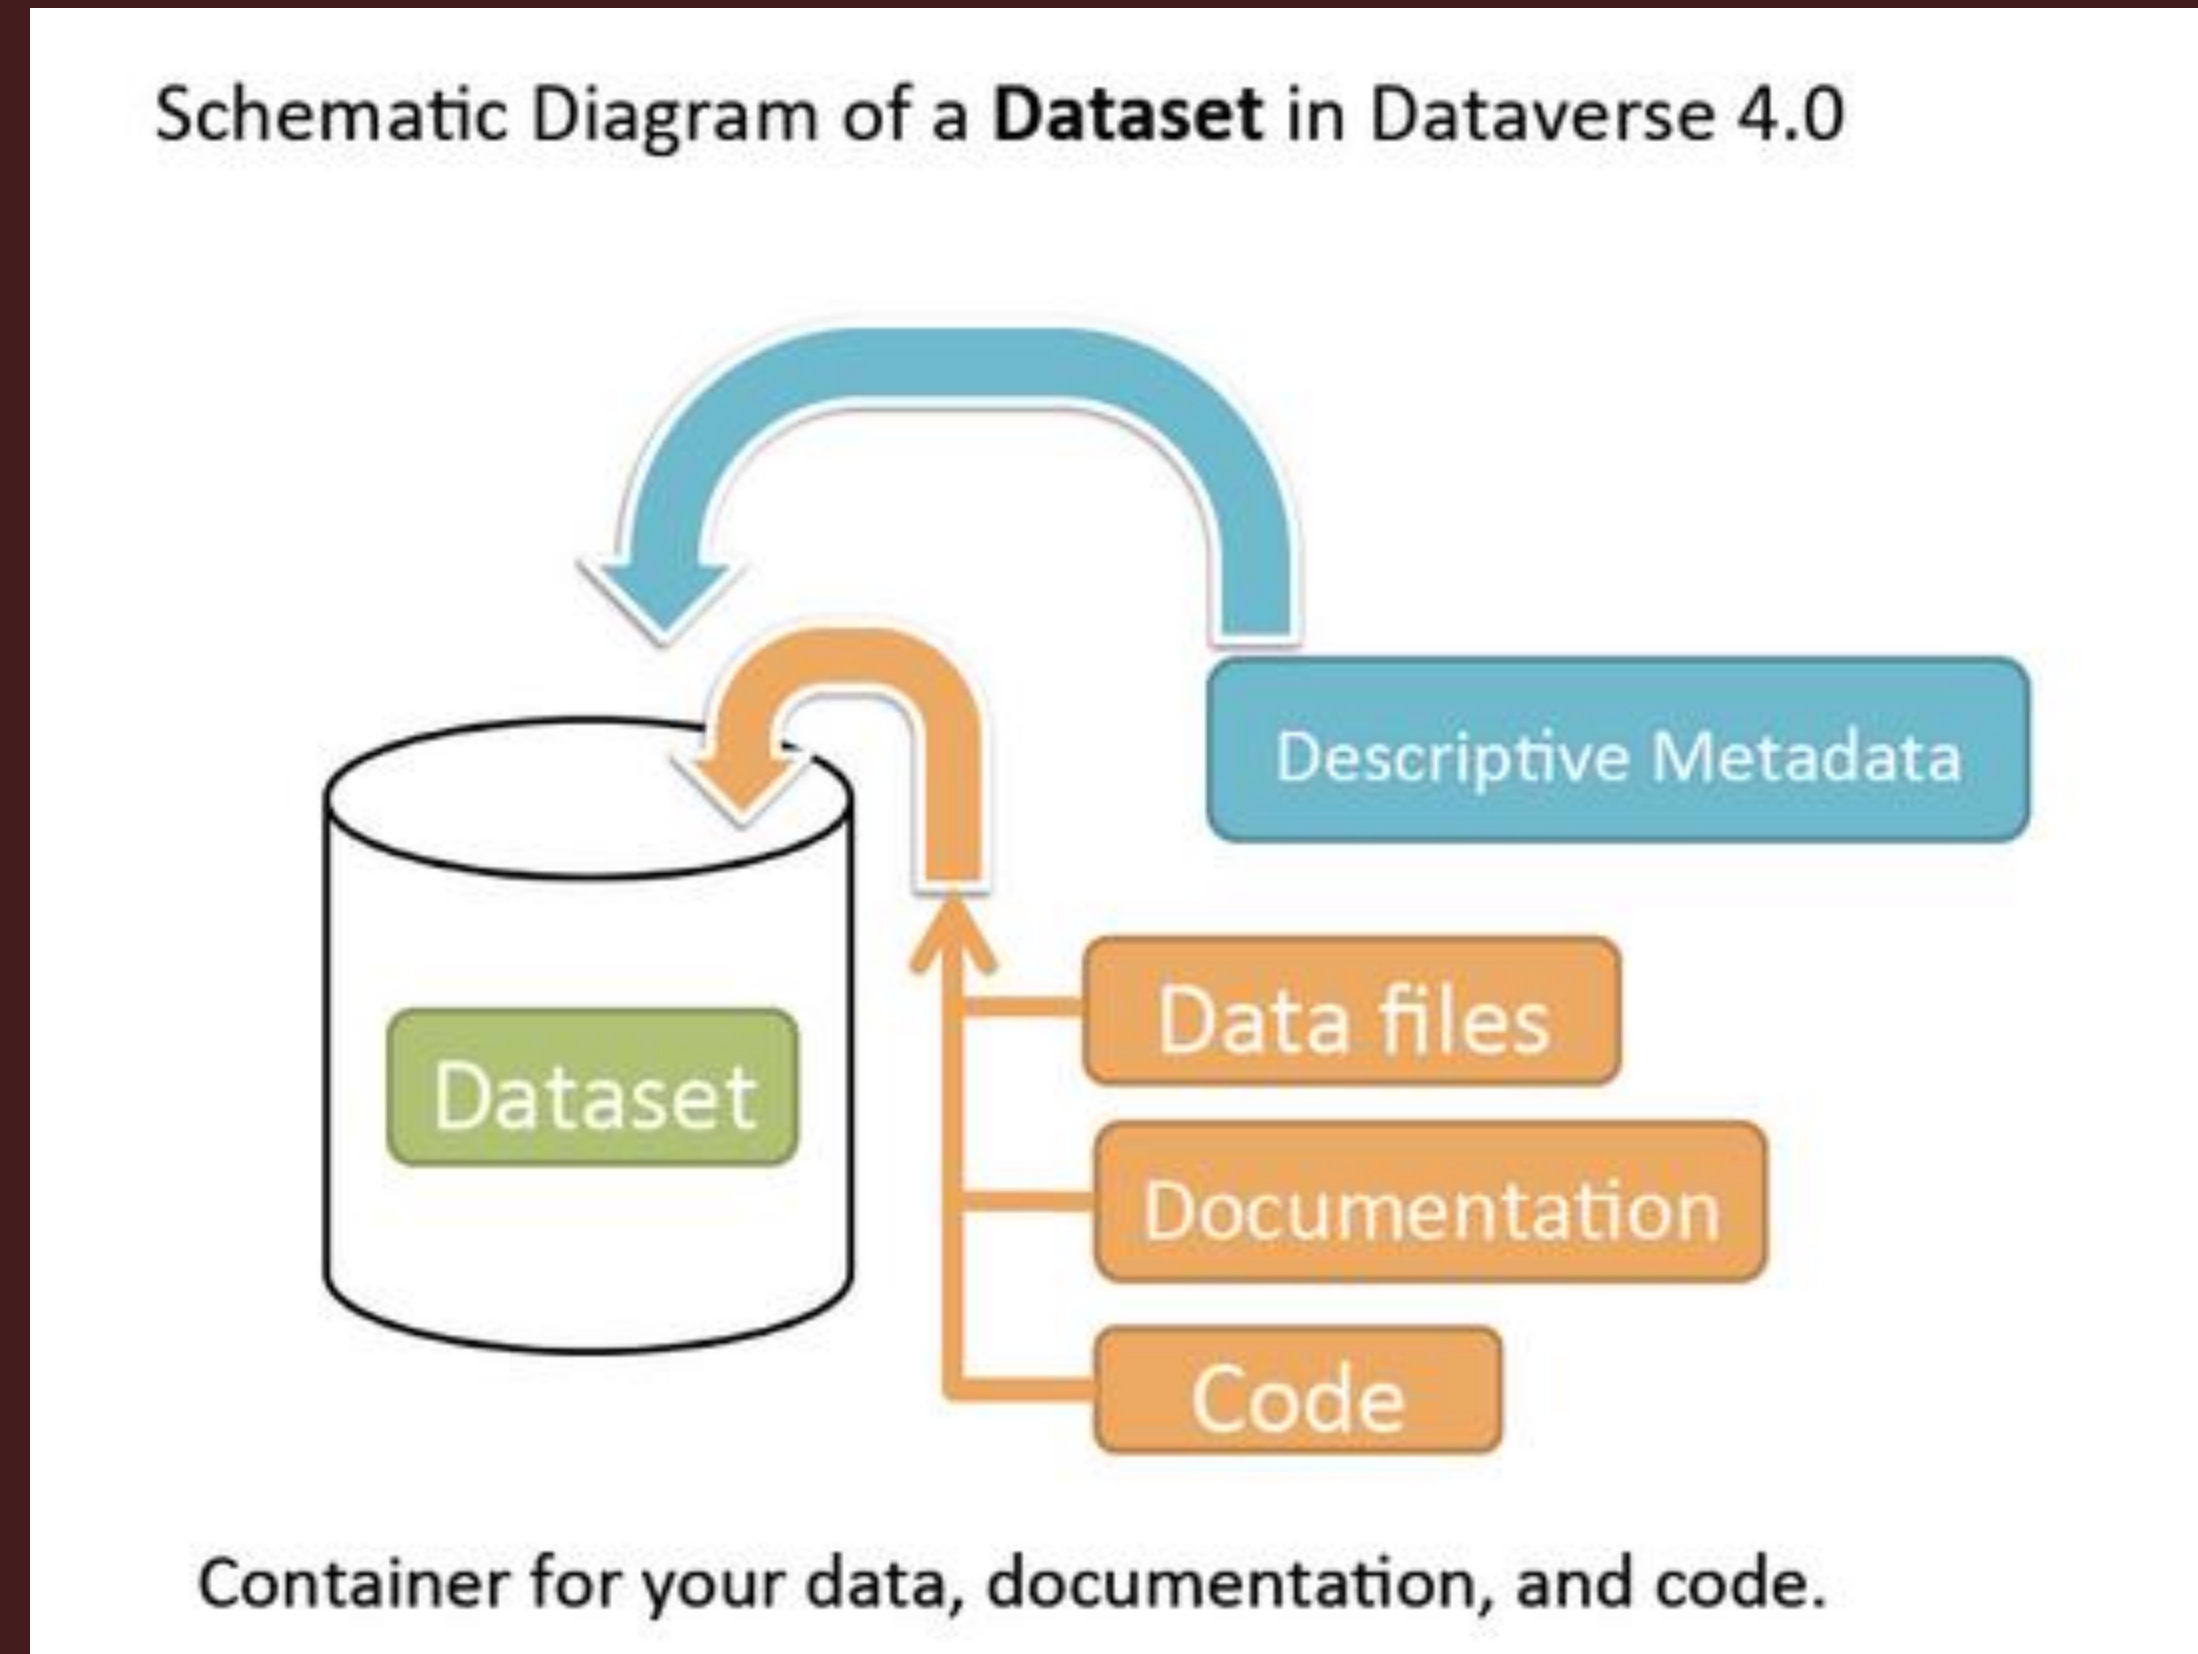 Schematic Diagram of a Dataset in Dataverse 4.0
Descriptive Metadata
Data files
Dataset
Documentation
Code
Container for your data, documentation, and code.